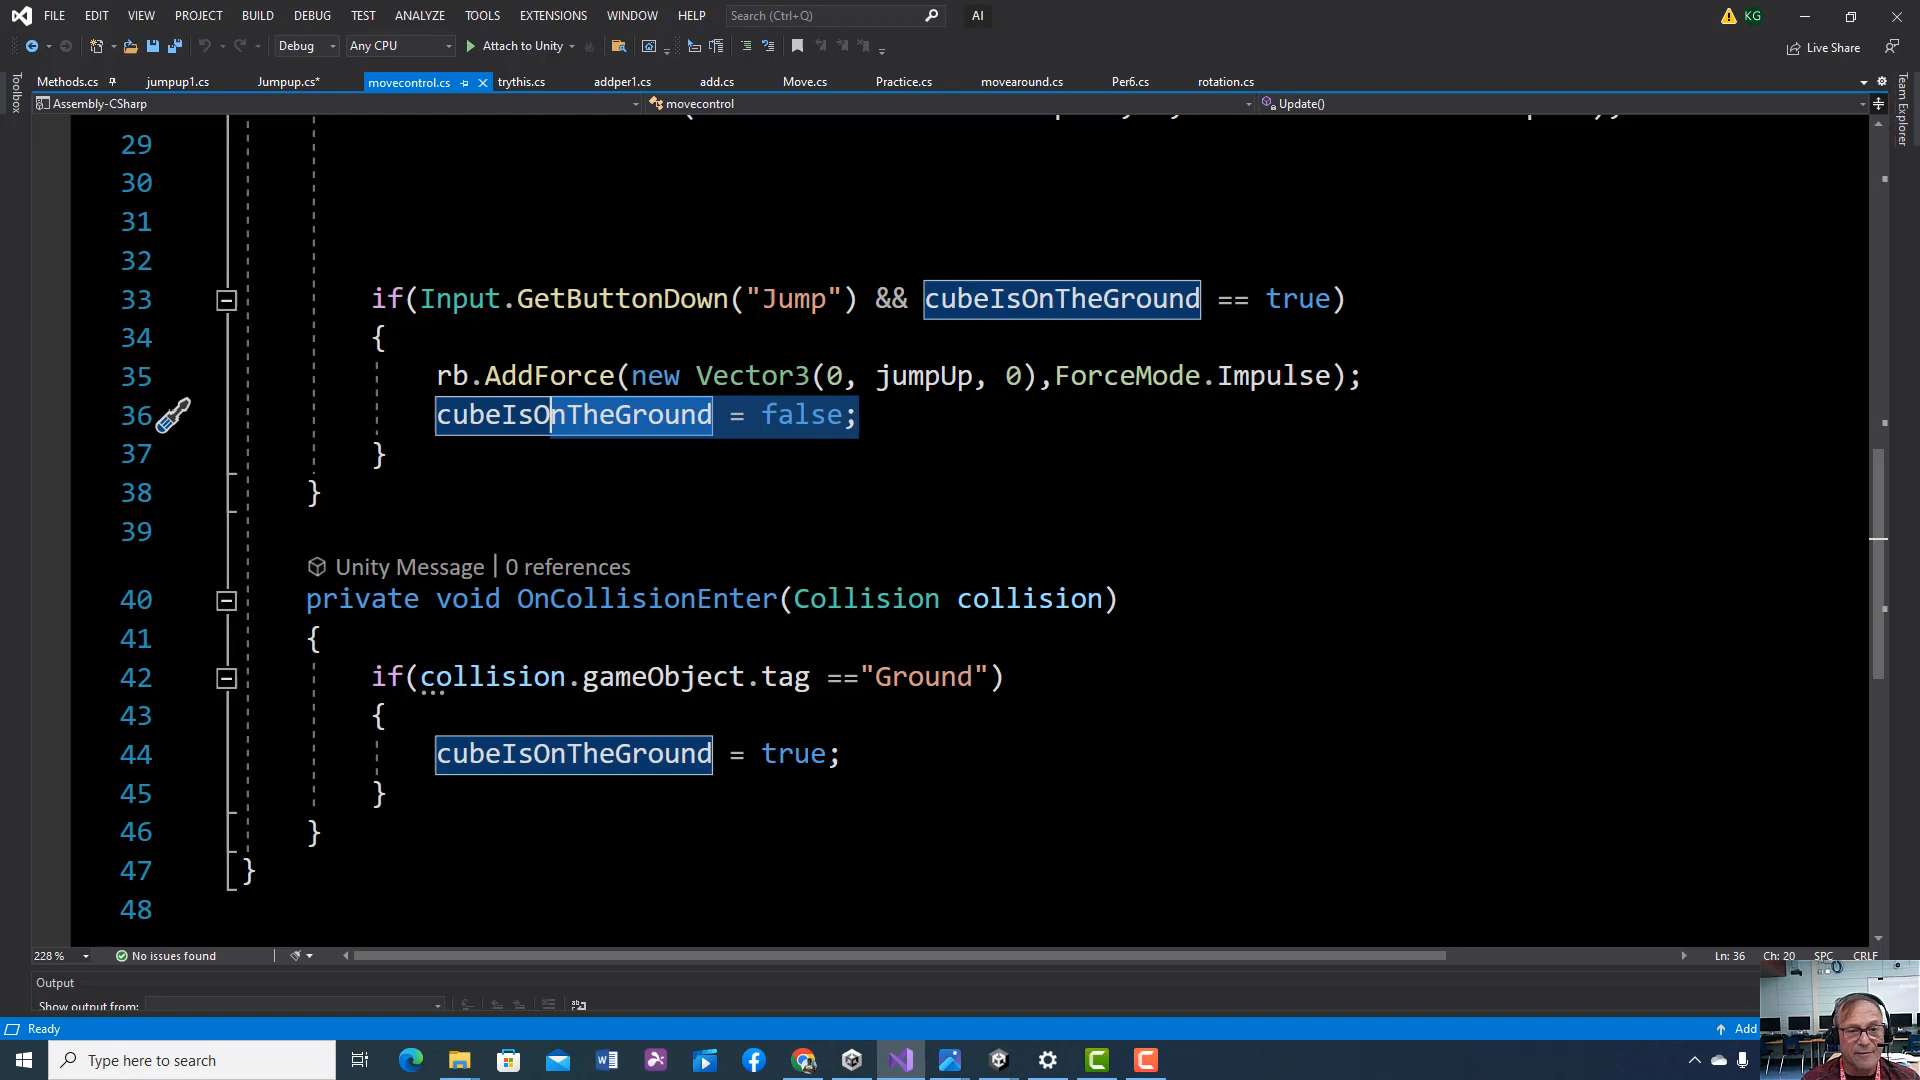 FILE EDIT VIEW PROJECT BUILD DEBUG TEST ANALYZE TOOLS EXTENSIONS WINDOW HELP Search (Ctrl+Q) AI KG
Debug Any CPU Attach to Unity Live Share
Methods.cs jumpup1.cs Jumpup.cs* movecontrol.cs trythis.cs addper1.cs add.cs Move.cs Practice.cs movearound.cs Per6.cs rotation.cs
Assembly-CSharp movecontrol Update()
Toolbox
Team Explorer
29
30
31
32
33 if(Input.GetButtonDown("Jump") && cubeIsOnTheGround == true)
34 {
35 rb.AddForce(new Vector3(0, jumpUp, 0),ForceMode.Impulse);
36 cubeIsOnTheGround = false;
37 }
38 }
39
Unity Message | 0 references
40 private void OnCollisionEnter(Collision collision)
41 {
42 if(collision.gameObject.tag =="Ground")
43 {
44 cubeIsOnTheGround = true;
45 }
46 }
47 }
48
228 % No issues found Ln: 36 Ch: 20 SPC CRLF
Output
Show output from:
Ready Add
Type here to search